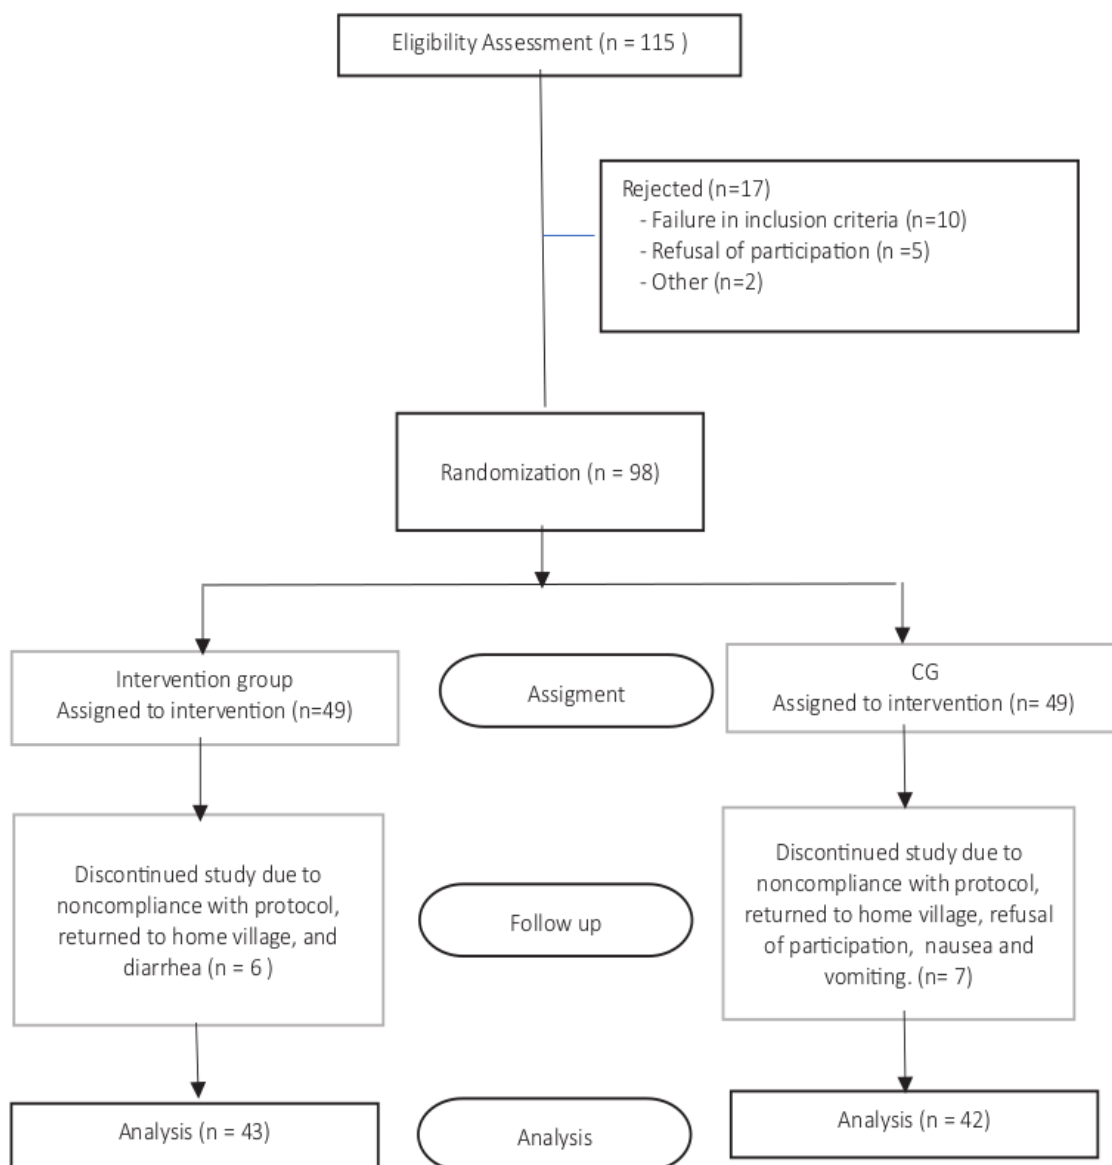 Eligibility Assessment (n = 115 )
Rejected (n=17)
- Failure in inclusion criteria (n=10)
- Refusal of participation (n =5)
- Other (n=2)
Randomization (n = 98)
Intervention group
Assigned to intervention (n=49)
Assigment
CG
Assigned to intervention (n= 49)
Discontinued study due to
noncompliance with protocol,
returned to home village, and
diarrhea (n = 6 )
Follow up
Discontinued study due to
noncompliance with protocol,
returned to home village, refusal
of participation, nausea and
vomiting. (n= 7)
Analysis (n = 43)
Analysis
Analysis (n = 42)